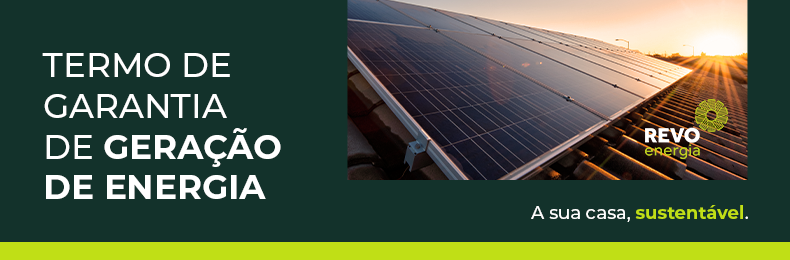 TERMO DE
GARANTIA
DE GERAÇÃO
DE ENERGIA
REVO
energia
A sua casa, sustentável.